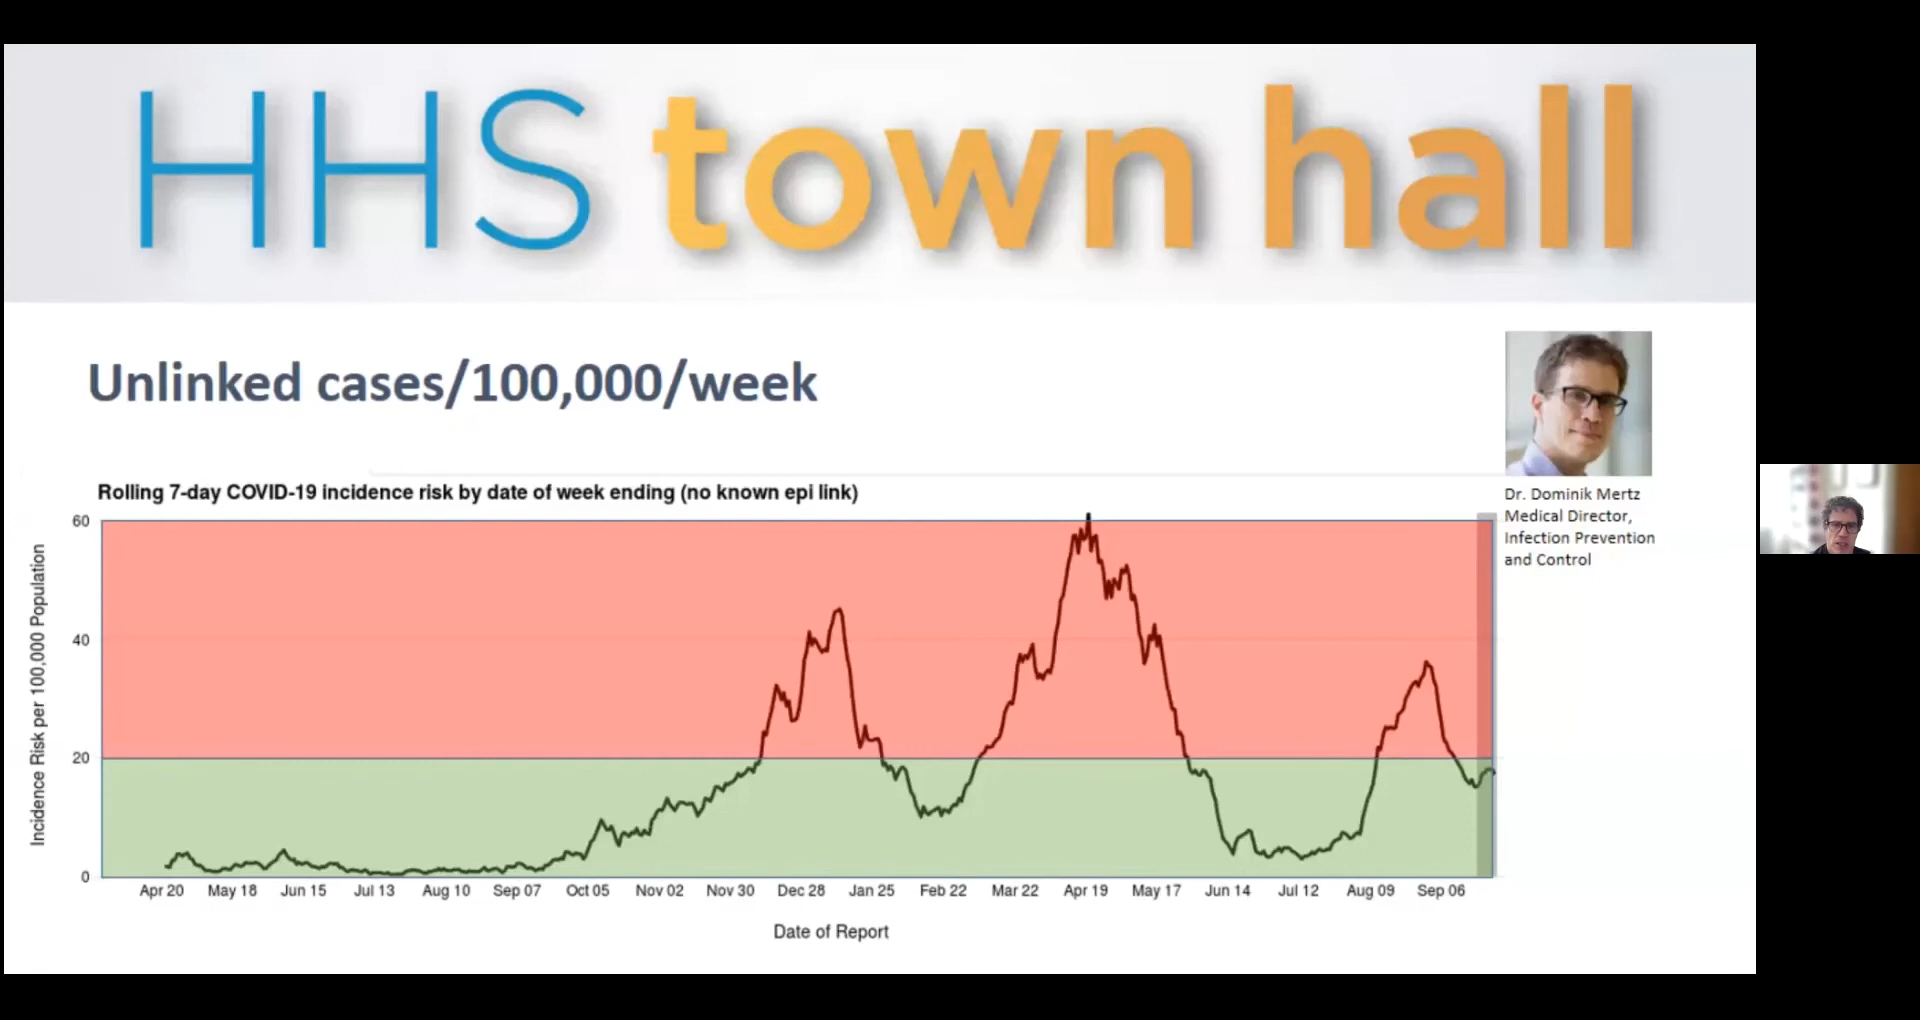 HHS town hall
Unlinked cases/100,000/week
Rolling 7-day COVID-19 incidence risk by date of week ending (no known epi link)
Incidence Risk per 100,000 Population
60
40
20
0
Apr 20 May 18 Jun 15 Jul 13 Aug 10 Sep 07 Oct 05 Nov 02 Nov 30 Dec 28 Jan 25 Feb 22 Mar 22 Apr 19 May 17 Jun 14 Jul 12 Aug 09 Sep 06
Date of Report
Dr. Dominik Mertz
Medical Director,
Infection Prevention
and Control